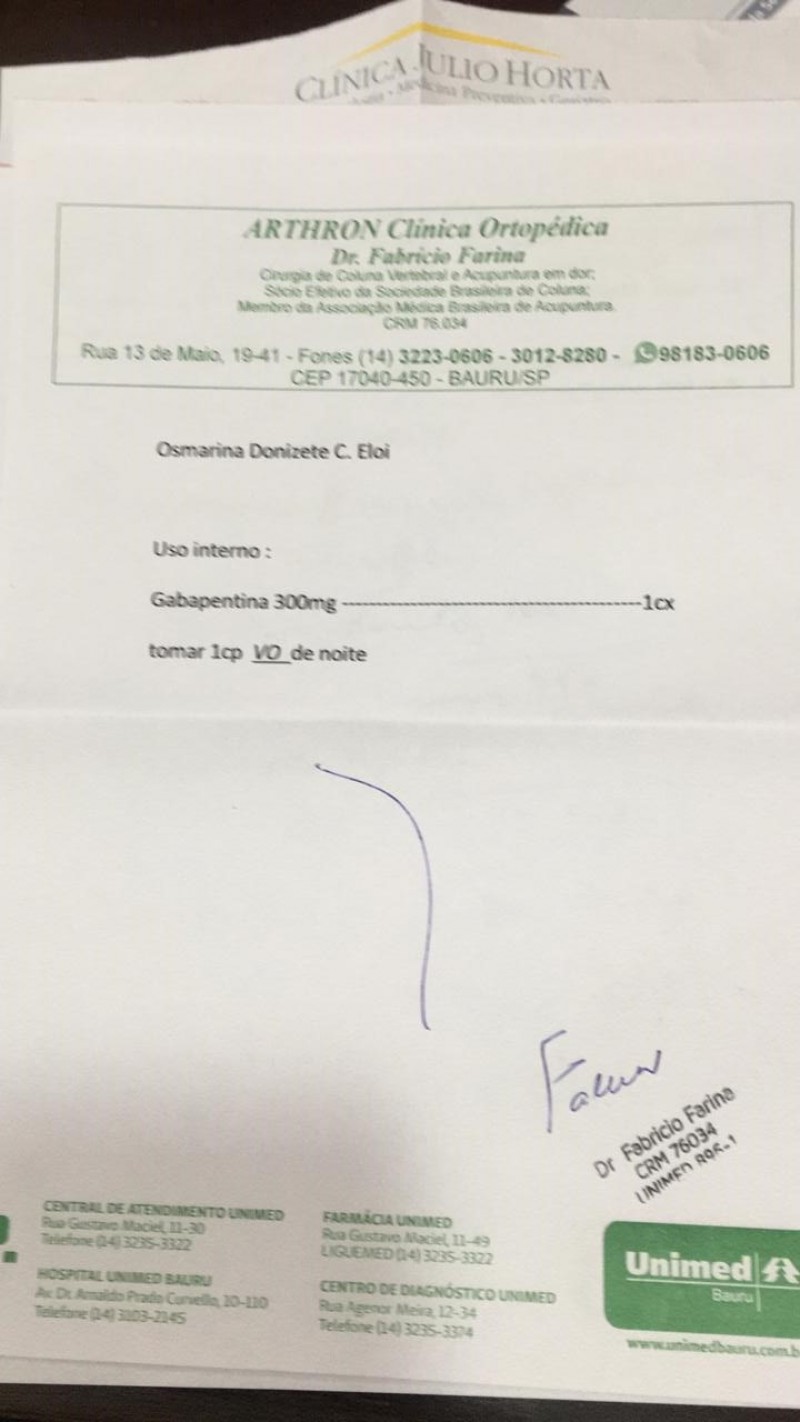 CLÍNICA JULIO HORTA
Medicina Preventiva •
ARTHRON Clínica Ortopédica
Dr. Fabricio Farina
Cirurgia de Coluna Vertebral e Acupuntura em dor;
Sócio Efetivo da Sociedade Brasileira de Coluna;
Membro da Associação Médica Brasileira de Acupuntura.
CRM 76.034
Rua 13 de Maio, 19-41 - Fones (14) 3223-0606 - 3012-8280 - 98183-0606
CEP 17040-450 - BAURU/SP
Osmarina Donizete C. Eloi
Uso interno :
Gabapentina 300mg ------------------------------------------1cx
tomar 1cp VO de noite
Dr Fabricio Farina
CRM 76034
UNIMED
CENTRAL DE ATENDIMENTO UNIMED
Rua Gustavo Maciel, 11-30
Telefone (14) 3235-3322
HOSPITAL UNIMED BAURU
Av. Dr. Arnaldo Prado Curvello, 10-110
Telefone (14) 3103-2145
FARMÁCIA UNIMED
Rua Gustavo Maciel, 11-49
LIGUEMED (14) 3235-3322
CENTRO DE DIAGNÓSTICO UNIMED
Rua Agenor Meira, 12-34
Telefone (14) 3235-3374
Unimed
Bauru
www.unimedbauru.com.b